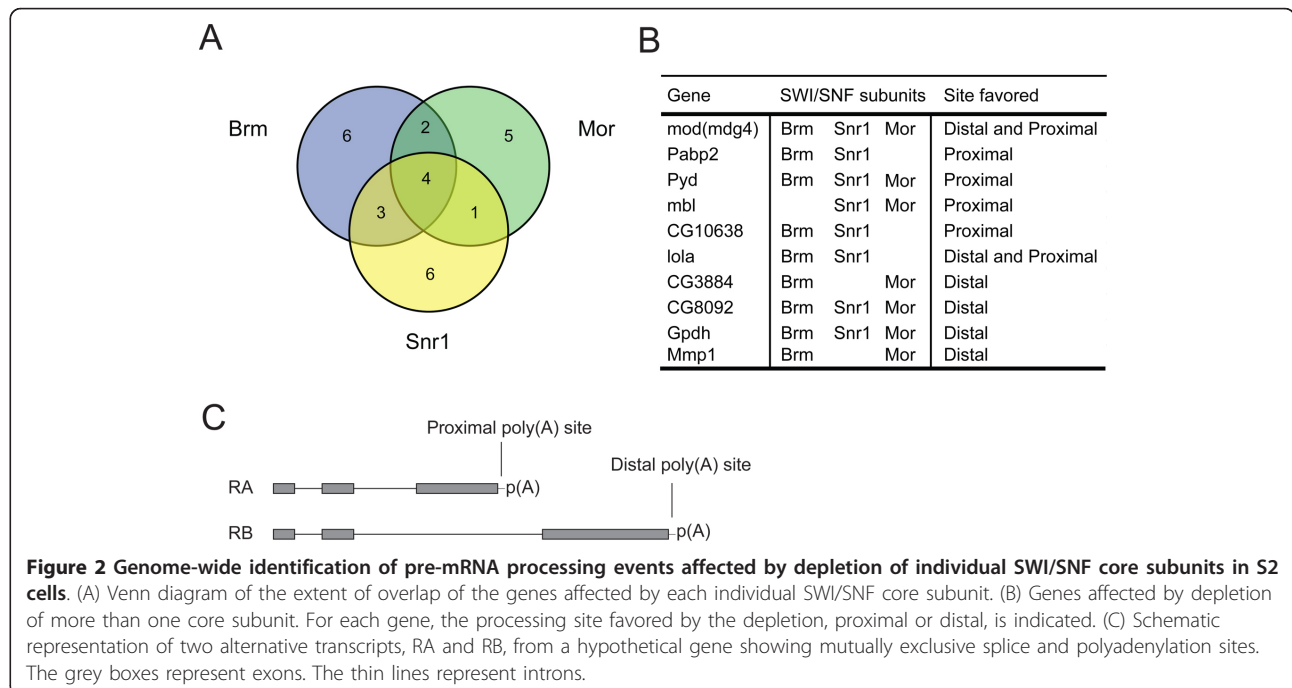 A
Brm
Mor
Snr1
6
2
5
4
3
1
6
B
Gene SWI/SNF subunits Site favored
mod(mdg4) Brm Snr1 Mor Distal and Proximal
Pabp2 Brm Snr1 Proximal
Pyd Brm Snr1 Mor Proximal
mbl Snr1 Mor Proximal
CG10638 Brm Snr1 Proximal
lola Brm Snr1 Distal and Proximal
CG3884 Brm Mor Distal
CG8092 Brm Snr1 Mor Distal
Gpdh Brm Snr1 Mor Distal
Mmp1 Brm Mor Distal
C
Proximal poly(A) site
Distal poly(A) site
RA p(A)
RB p(A)
Figure 2 Genome-wide identification of pre-mRNA processing events affected by depletion of individual SWI/SNF core subunits in S2
cells. (A) Venn diagram of the extent of overlap of the genes affected by each individual SWI/SNF core subunit. (B) Genes affected by depletion
of more than one core subunit. For each gene, the processing site favored by the depletion, proximal or distal, is indicated. (C) Schematic
representation of two alternative transcripts, RA and RB, from a hypothetical gene showing mutually exclusive splice and polyadenylation sites.
The grey boxes represent exons. The thin lines represent introns.